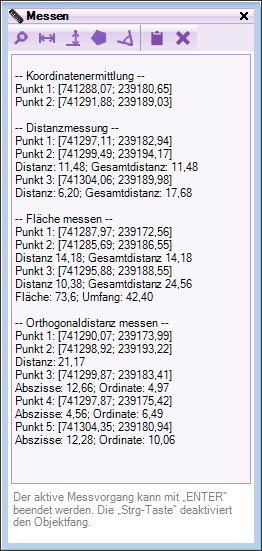 Messen
-- Koordinatenermittlung --
Punkt 1: [741288,07; 239180,65]
Punkt 2: [741291,88; 239189,03]
-- Distanzmessung --
Punkt 1: [741297,11; 239182,94]
Punkt 2: [741299,49; 239194,17]
Distanz: 11,48; Gesamtdistanz: 11,48
Punkt 3: [741304,06; 239189,98]
Distanz: 6,20; Gesamtdistanz: 17,68
-- Fläche messen --
Punkt 1: [741287,97; 239172,56]
Punkt 2: [741285,69; 239186,55]
Distanz 14,18; Gesamtdistanz 14,18
Punkt 3: [741295,88; 239188,55]
Distanz 10,38; Gesamtdistanz 24,56
Fläche: 73,6; Umfang: 42,40
-- Orthogonaldistanz messen --
Punkt 1: [741290,07; 239173,99]
Punkt 2: [741298,92; 239193,22]
Distanz: 21,17
Punkt 3: [741299,87; 239183,41]
Abszisse: 12,66; Ordinate: 4,97
Punkt 4: [741297,87; 239175,42]
Abszisse: 4,56; Ordinate: 6,49
Punkt 5: [741304,35; 239180,94]
Abszisse: 12,28; Ordinate: 10,06
Der aktive Messvorgang kann mit „ENTER“
beendet werden. Die „Strg-Taste“ deaktiviert
den Objektfang.